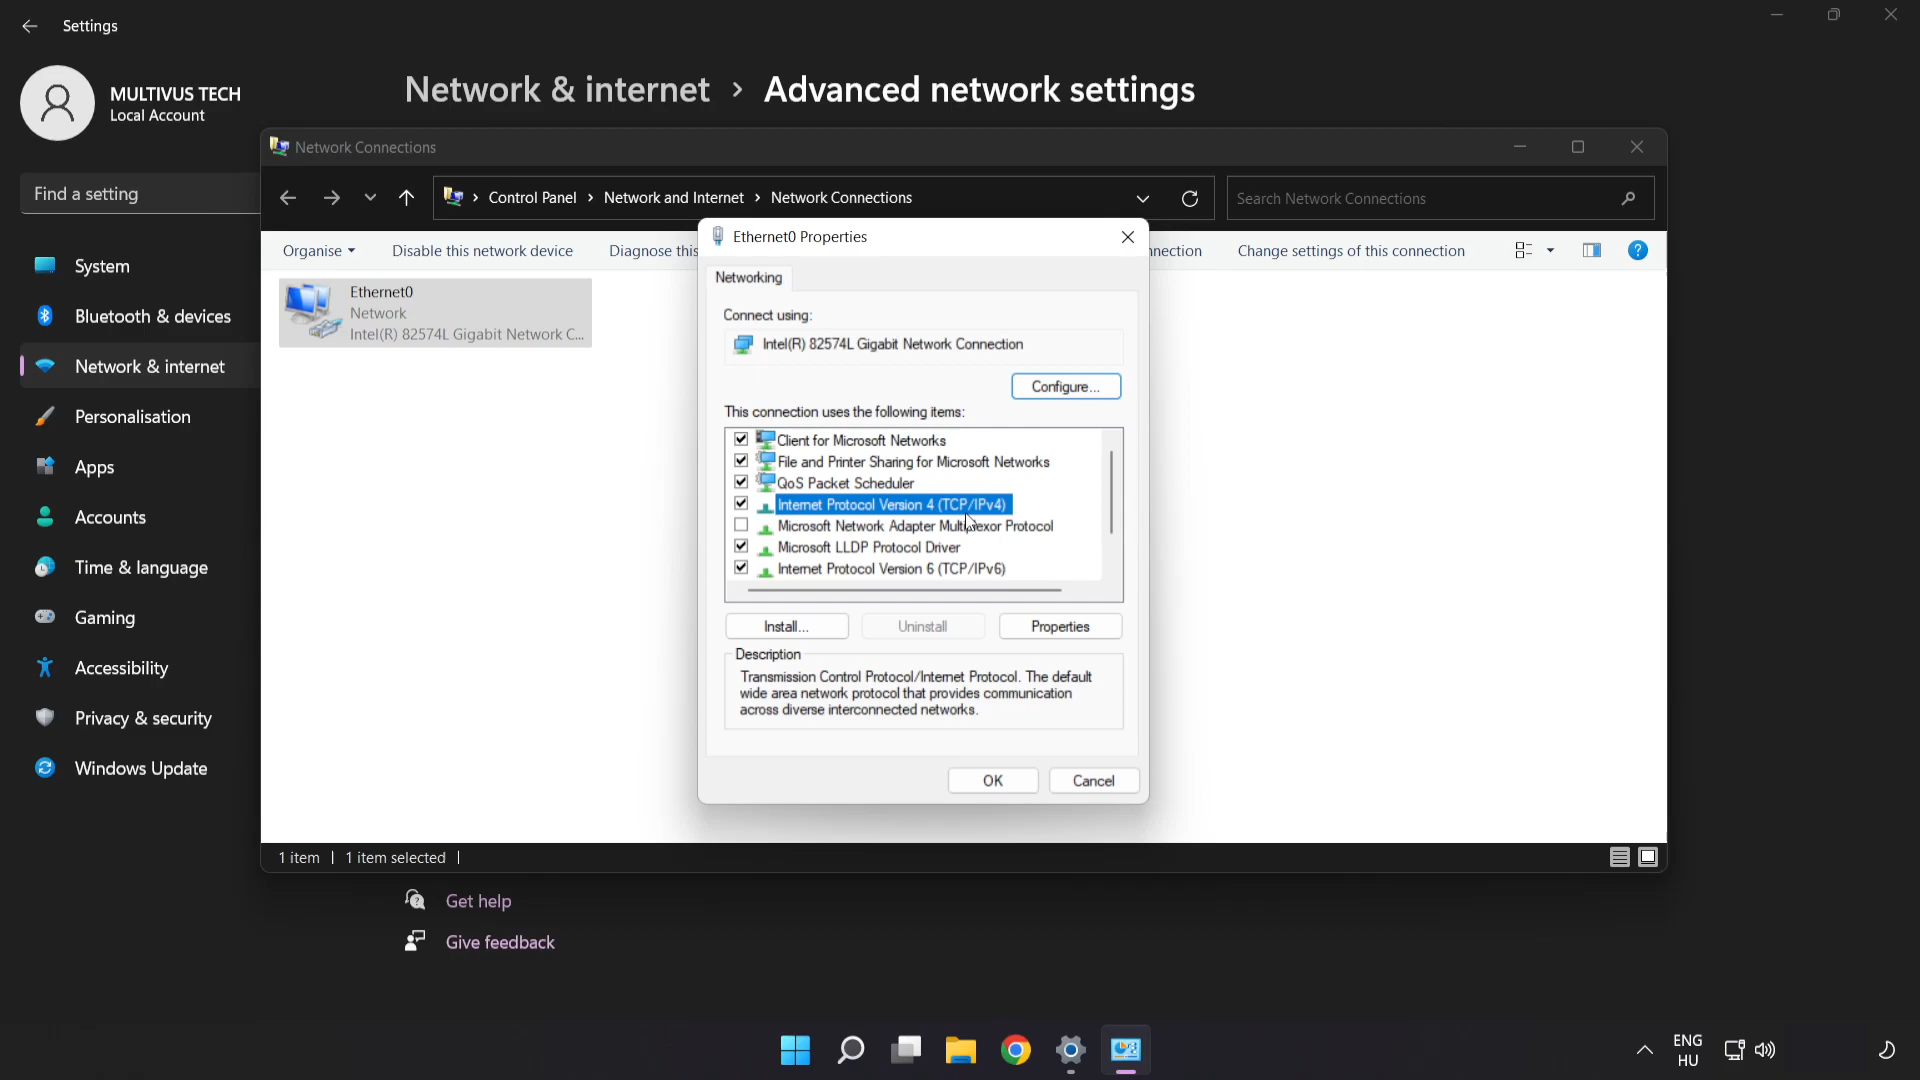 Settings
MULTIVUS TECH
Local Account
Find a setting
System
Bluetooth & devices
Network & internet
Personalisation
Apps
Accounts
Time & language
Gaming
Accessibility
Privacy & security
Windows Update
Network & internet > Advanced network settings
Network Connections
Control Panel > Network and Internet > Network Connections
Search Network Connections
Organise
Disable this network device
Diagnose this
nnection
Change settings of this connection
Ethernet0
Network
Intel(R) 82574L Gigabit Network C...
Ethernet0 Properties
Networking
Connect using:
Intel(R) 82574L Gigabit Network Connection
Configure...
This connection uses the following items:
Client for Microsoft Networks
File and Printer Sharing for Microsoft Networks
QoS Packet Scheduler
Internet Protocol Version 4 (TCP/IPv4)
Microsoft Network Adapter Multiplexor Protocol
Microsoft LLDP Protocol Driver
Internet Protocol Version 6 (TCP/IPv6)
Install...
Uninstall
Properties
Description
Transmission Control Protocol/Internet Protocol. The default
wide area network protocol that provides communication
across diverse interconnected networks.
OK
Cancel
1 item
1 item selected
Get help
Give feedback
ENG
HU